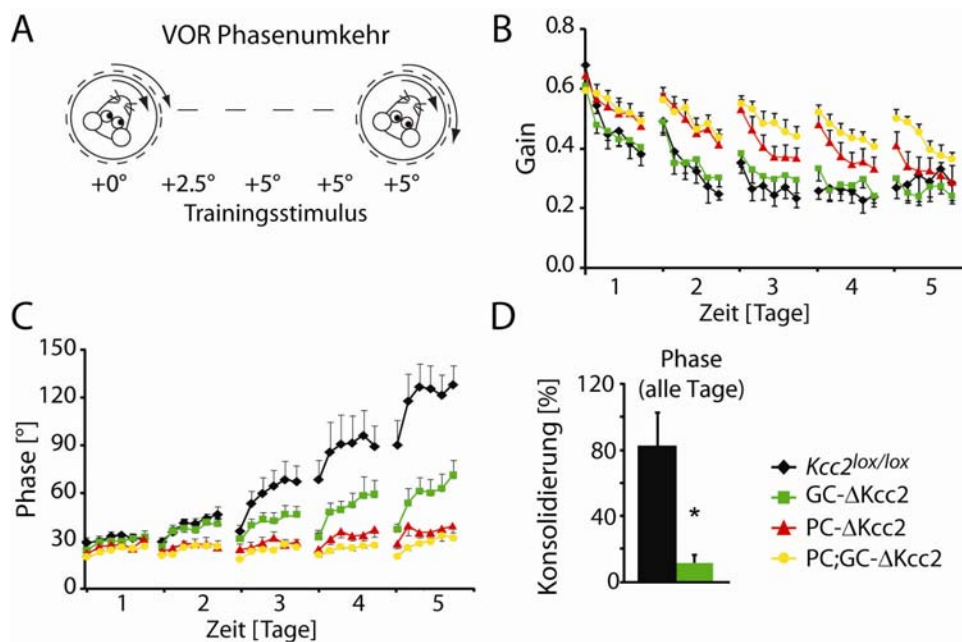 A
VOR Phasenumkehr
+0° +2.5° +5° +5° +5°
Trainingsstimulus
B
Gain
0.8
0.6
0.4
0.2
0.0
1 2 3 4 5
Zeit [Tage]
C
Phase [°]
150
120
90
60
30
0
1 2 3 4 5
Zeit [Tage]
D
Phase
(alle Tage)
Konsolidierung [%]
120
80
40
0
*
Kcc2lox/lox
GC-ΔKcc2
PC-ΔKcc2
PC;GC-ΔKcc2